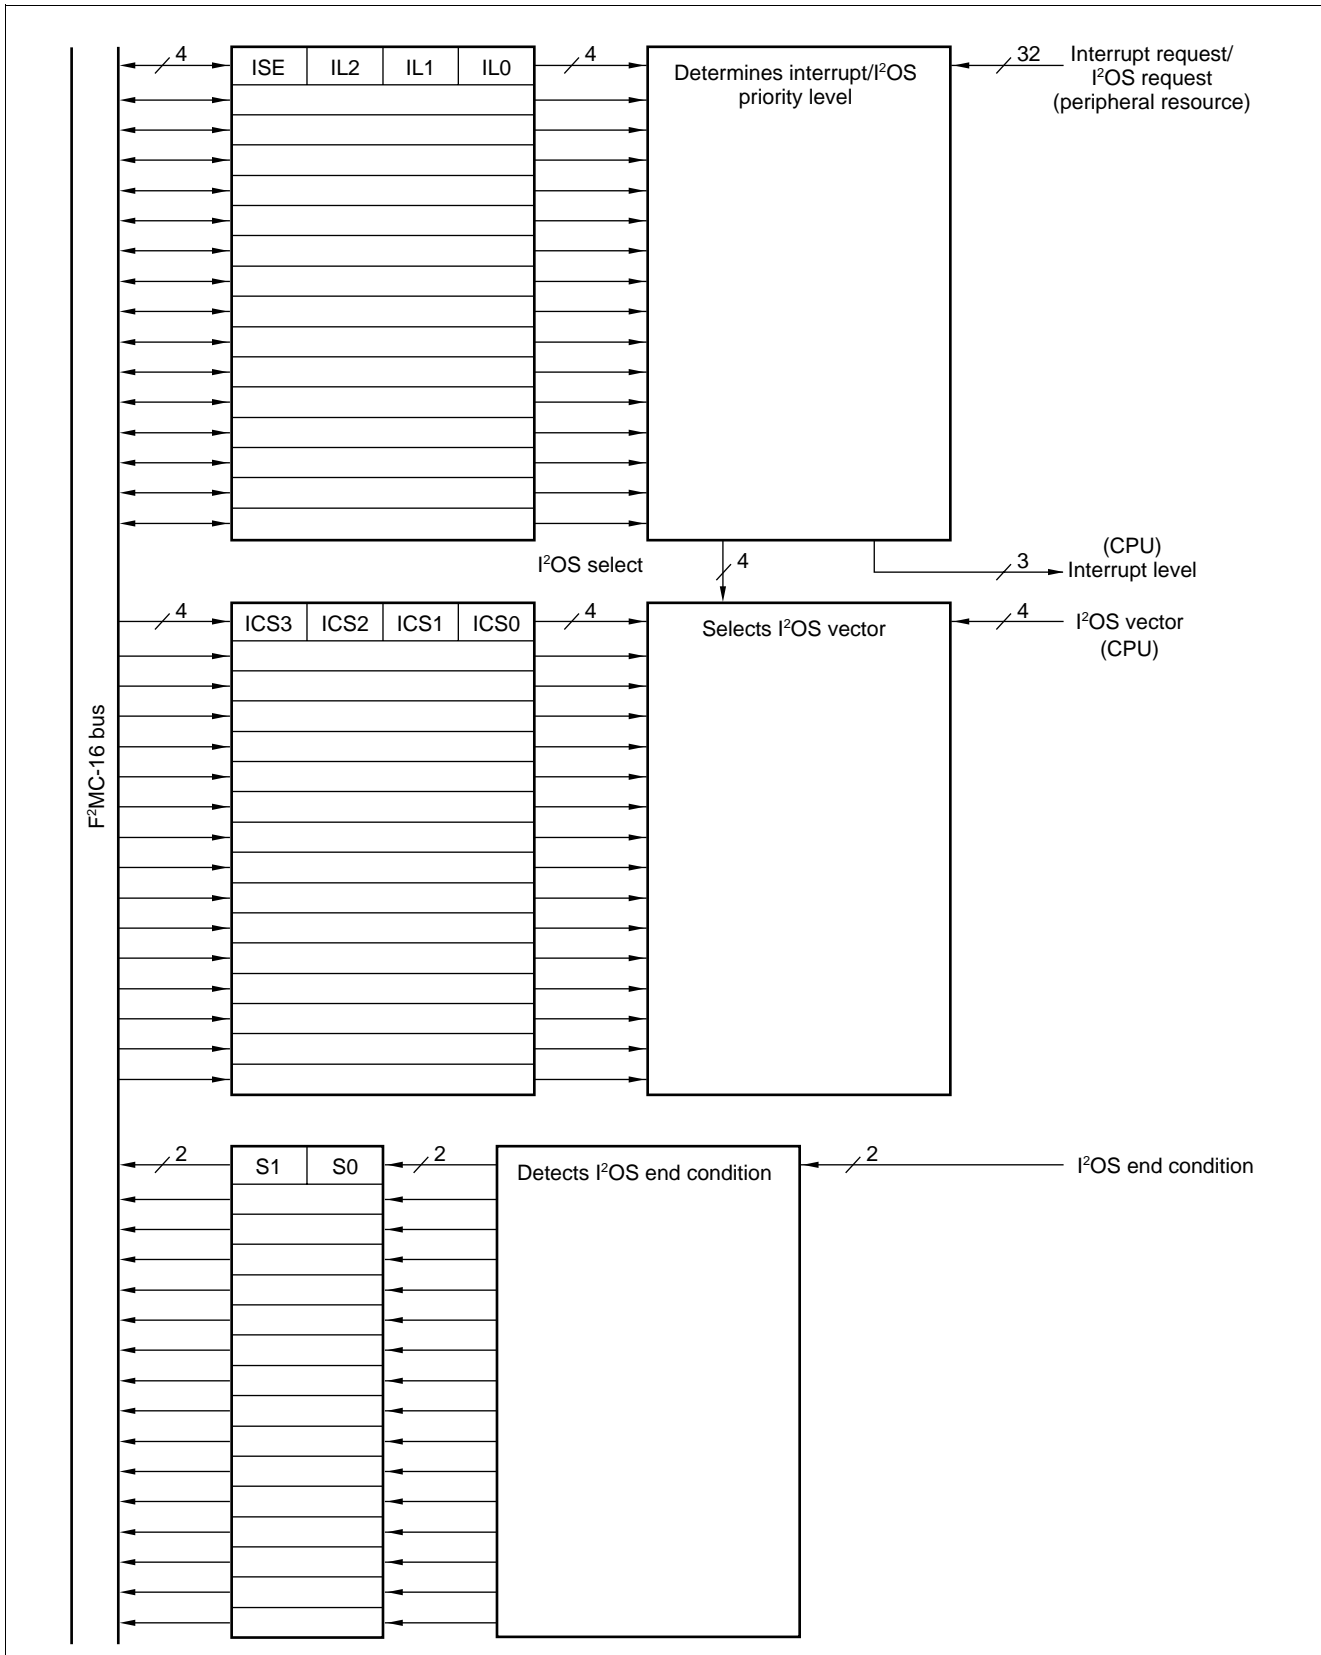 4 ISE IL2 IL1 IL0 4 Determines interrupt/I²OS 32 Interrupt request/
priority level I²OS request
(peripheral resource)
I²OS select 4 3 (CPU)
Interrupt level
4 ICS3 ICS2 ICS1 ICS0 4 Selects I²OS vector 4 I²OS vector
(CPU)
F²MC-16 bus
2 S1 S0 2 Detects I²OS end condition 2 I²OS end condition